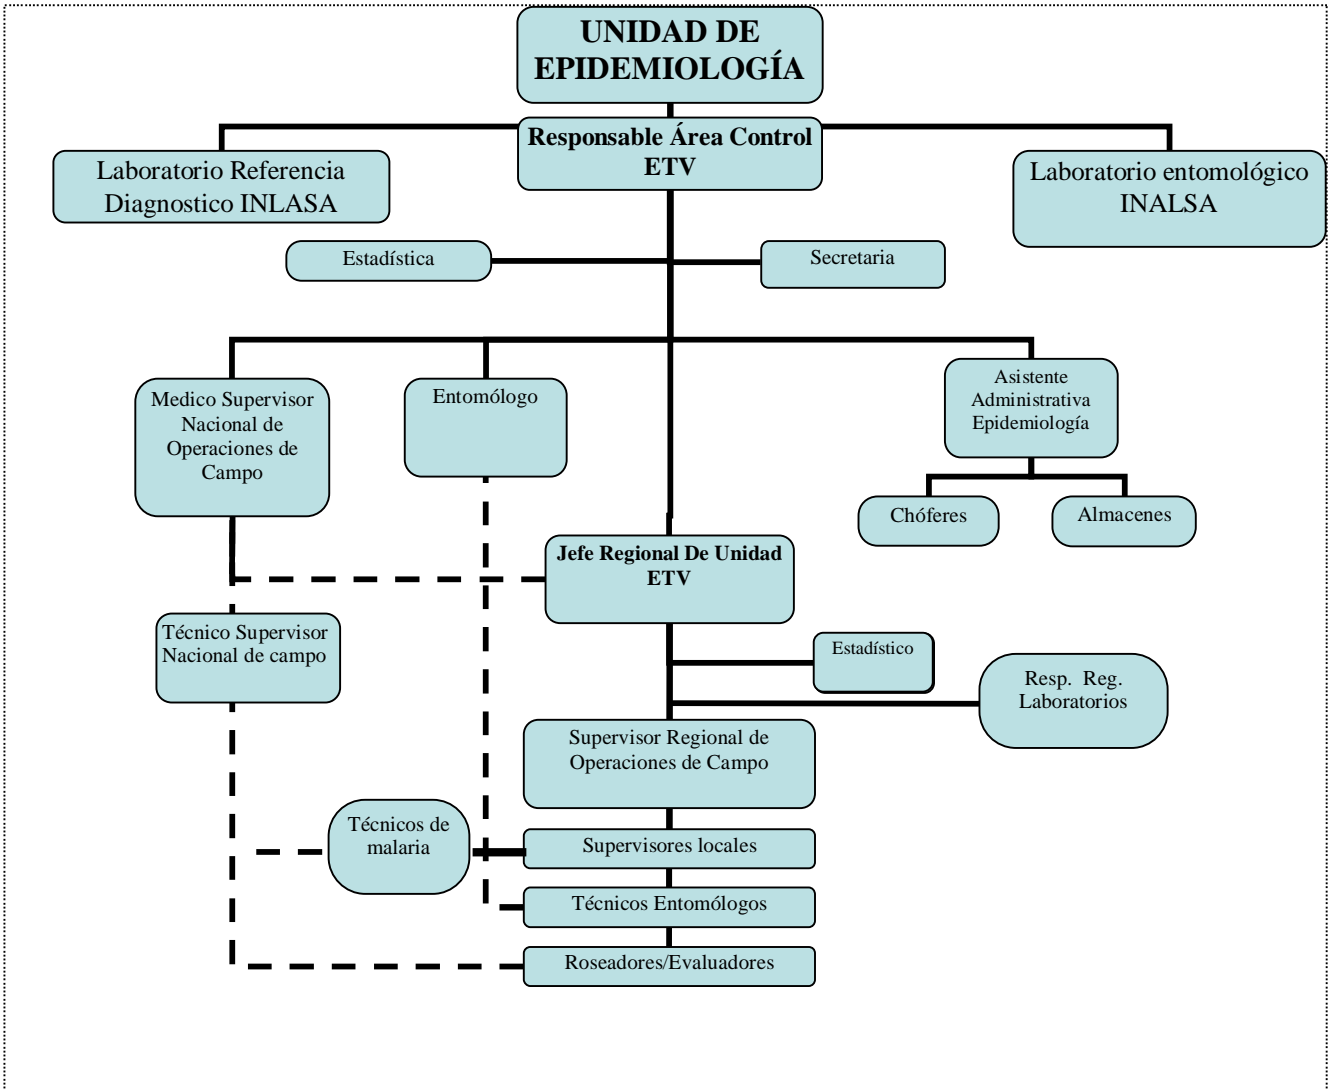 UNIDAD DE
EPIDEMIOLOGÍA
Responsable Área Control
ETV
Laboratorio Referencia
Diagnostico INLASA
Laboratorio entomológico
INALSA
Estadística
Secretaria
Medico Supervisor
Nacional de
Operaciones de
Campo
Entomólogo
Asistente
Administrativa
Epidemiología
Chóferes
Almacenes
Jefe Regional De Unidad
ETV
Técnico Supervisor
Nacional de campo
Estadístico
Resp. Reg.
Laboratorios
Supervisor Regional de
Operaciones de Campo
Técnicos de
malaria
Supervisores locales
Técnicos Entomólogos
Roseadores/Evaluadores